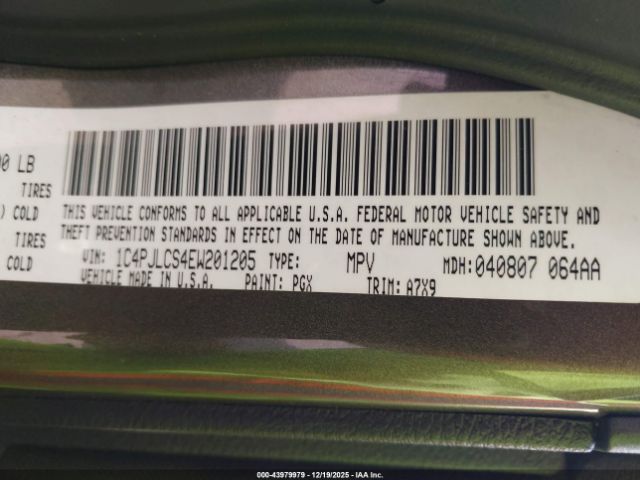 00 LB
TIRES
) COLD
TIRES
COLD
THIS VEHICLE CONFORMS TO ALL APPLICABLE U.S.A. FEDERAL MOTOR VEHICLE SAFETY AND
THEFT PREVENTION STANDARDS IN EFFECT ON THE DATE OF MANUFACTURE SHOWN ABOVE.
VIN: 1C4PJLCS4EW201205 TYPE: MPV MDH: 040807 064AA
VEHICLE MADE IN U.S.A. PAINT: PGX TRIM: A7X9
000-43979979 | 12/19/2025 | IAA Inc.